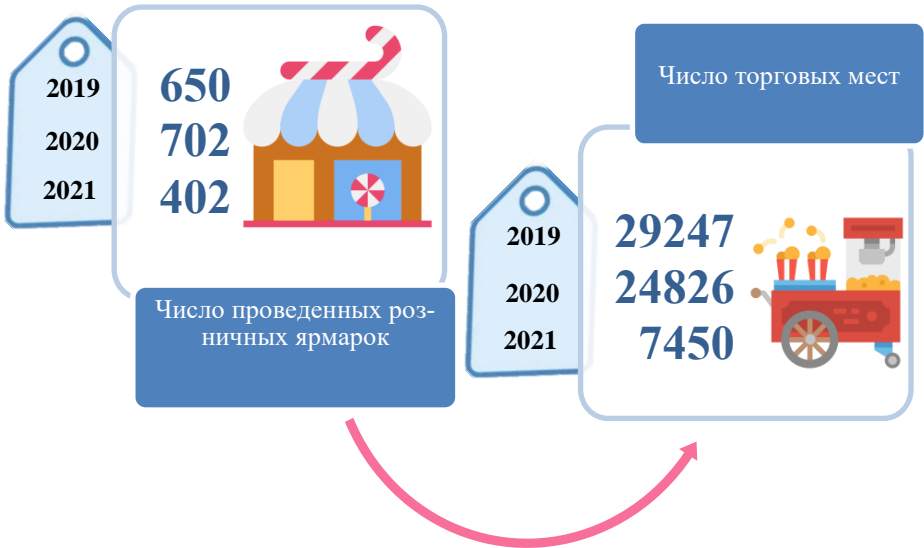 2019 650
2020 702
2021 402
Число проведенных роз-
ничных ярмарок
Число торговых мест
2019 29247
2020 24826
2021 7450